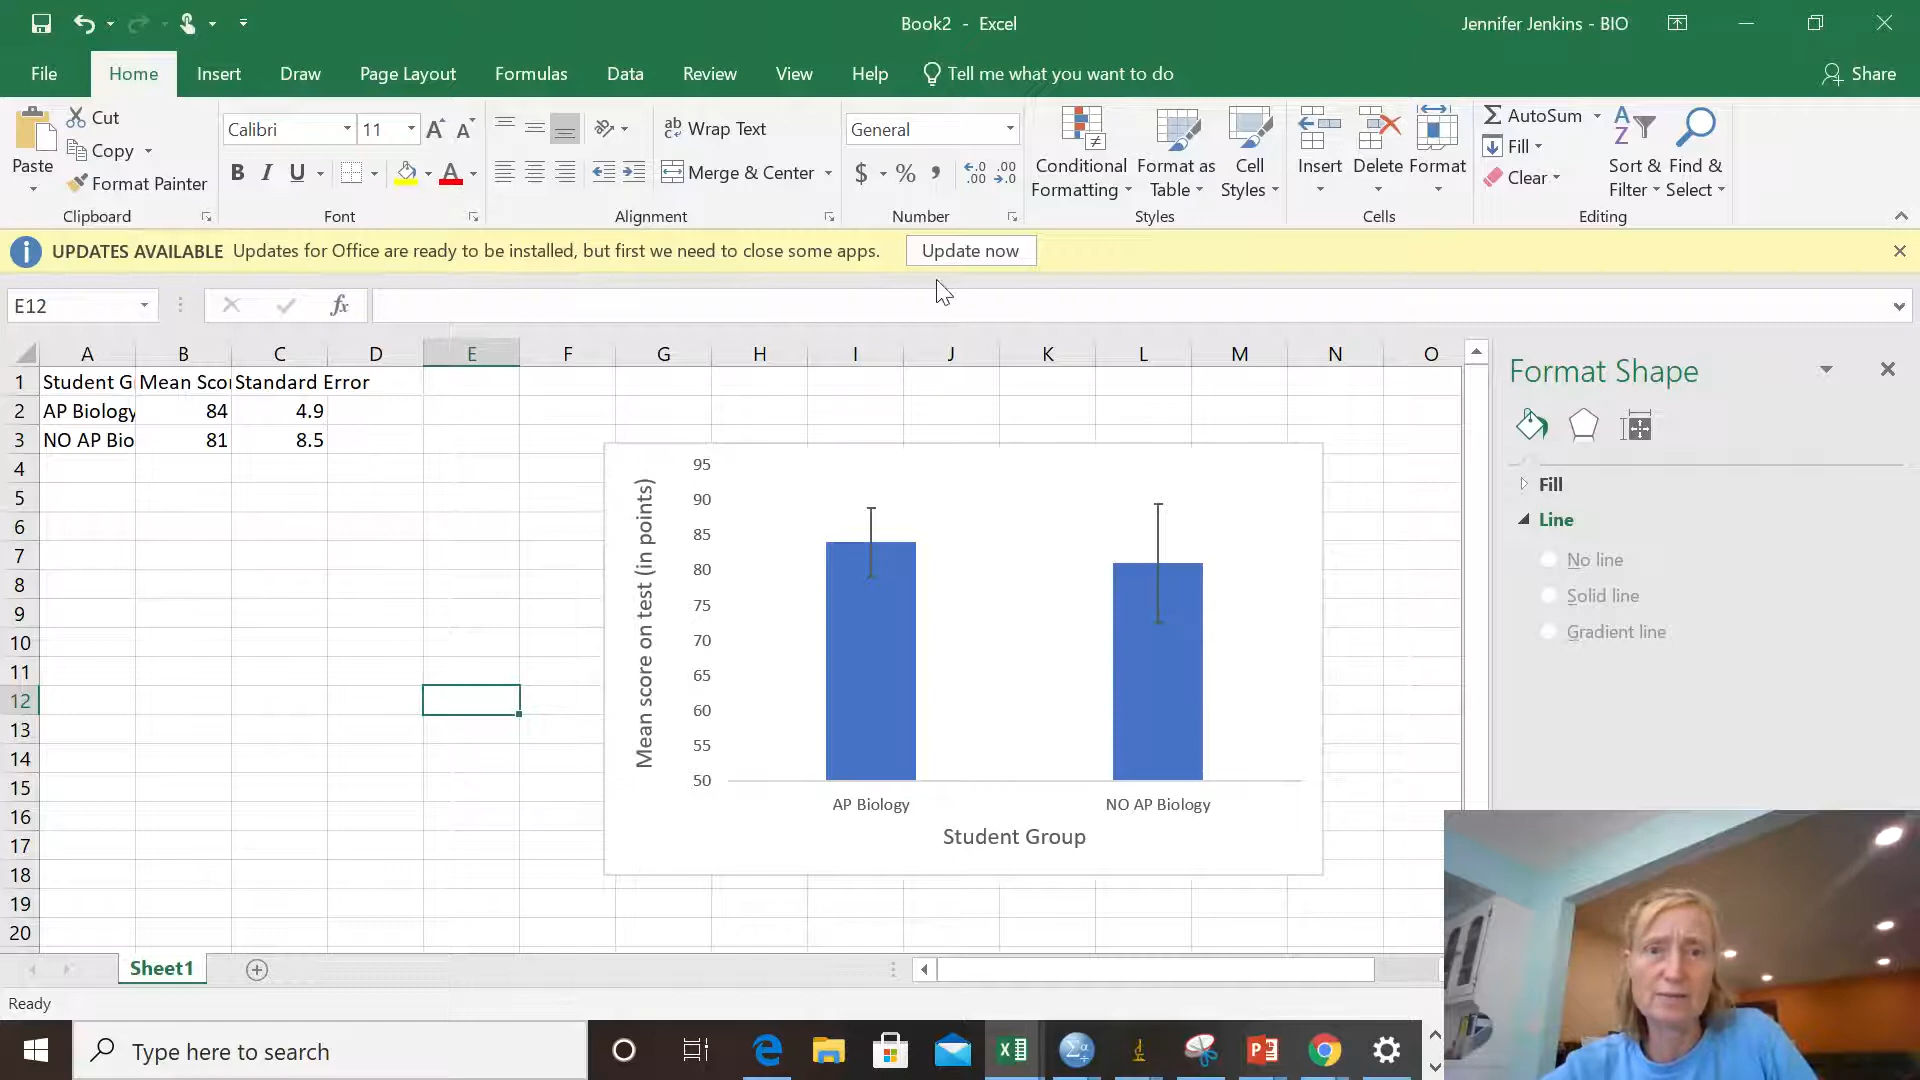 Book2 - Excel
Jennifer Jenkins - BIO
File Home Insert Draw Page Layout Formulas Data Review View Help Tell me what you want to do Share
Paste
Cut
Copy
Format Painter
Clipboard
Calibri 11
B I U
Font
Wrap Text
Merge & Center
Alignment
General
$ % ,
Number
Conditional Formatting
Format as Table
Cell Styles
Styles
Insert Delete Format
Cells
AutoSum
Fill
Clear
Sort & Filter
Find & Select
Editing
UPDATES AVAILABLE Updates for Office are ready to be installed, but first we need to close some apps. Update now
E12 fx
A B C D E F G H I J K L M N O
1 Student G Mean Sco Standard Error
2 AP Biology 84 4.9
3 NO AP Bio 81 8.5
4
5
6
7
8
9
10
11
12
13
14
15
16
17
18
19
20
Mean score on test (in points)
95
90
85
80
75
70
65
60
55
50
AP Biology NO AP Biology
Student Group
Format Shape
Fill
Line
No line
Solid line
Gradient line
Sheet1
Ready
Type here to search